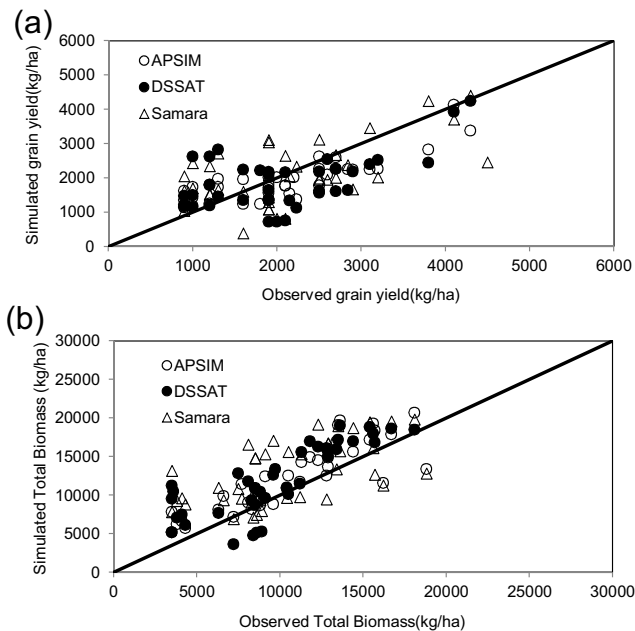 (a)
6000
5000
4000
3000
2000
1000
0
Simulated grain yield(kg/ha)
APSIM
DSSAT
Samara
0 1000 2000 3000 4000 5000 6000
Observed grain yield(kg/ha)
(b)
30000
25000
20000
15000
10000
5000
0
Simulated Total Biomass (kg/ha)
APSIM
DSSAT
Samara
0 5000 10000 15000 20000 25000 30000
Observed Total Biomass(kg/ha)